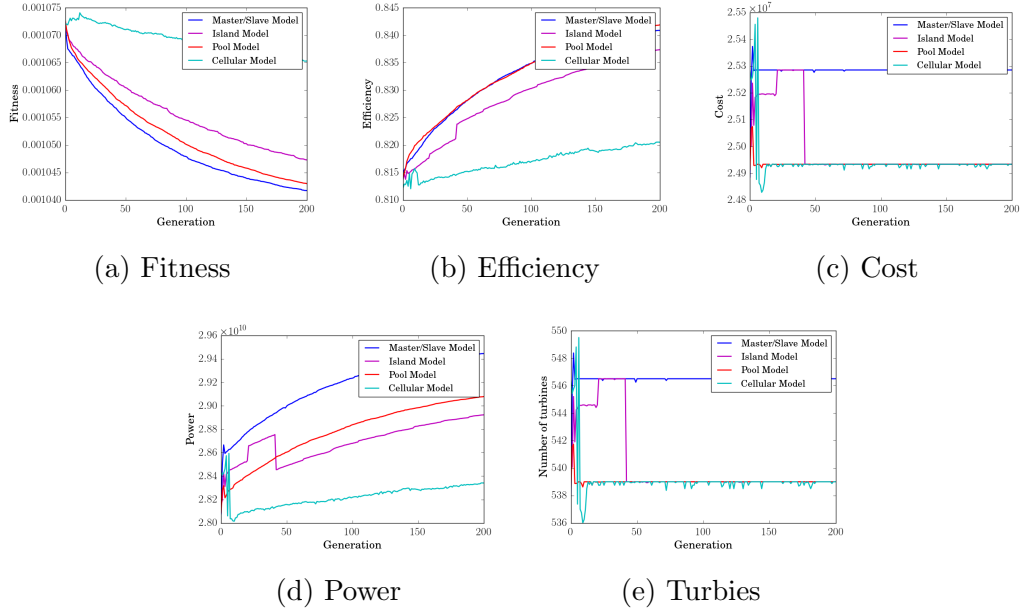 0.001075
0.001070
0.001065
0.001060
0.001055
0.001050
0.001045
0.001040
Fitness
0 50 100 150 200
Generation
Master/Slave Model
Island Model
Pool Model
Cellular Model
(a) Fitness
0.845
0.840
0.835
0.830
0.825
0.820
0.815
0.810
Efficiency
0 50 100 150 200
Generation
Master/Slave Model
Island Model
Pool Model
Cellular Model
(b) Efficiency
×10⁷
2.55
2.54
2.53
2.52
2.51
2.50
2.49
2.48
Cost
0 50 100 150 200
Generation
Master/Slave Model
Island Model
Pool Model
Cellular Model
(c) Cost
×10¹⁰
2.96
2.94
2.92
2.90
2.88
2.86
2.84
2.82
2.80
Power
0 50 100 150 200
Generation
Master/Slave Model
Island Model
Pool Model
Cellular Model
(d) Power
550
548
546
544
542
540
538
536
Number of turbines
0 50 100 150 200
Generation
Master/Slave Model
Island Model
Pool Model
Cellular Model
(e) Turbies